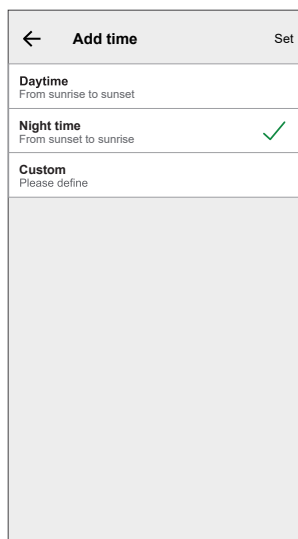 Add time
Set
Daytime
From sunrise to sunset
Night time
From sunset to sunrise
Custom
Please define